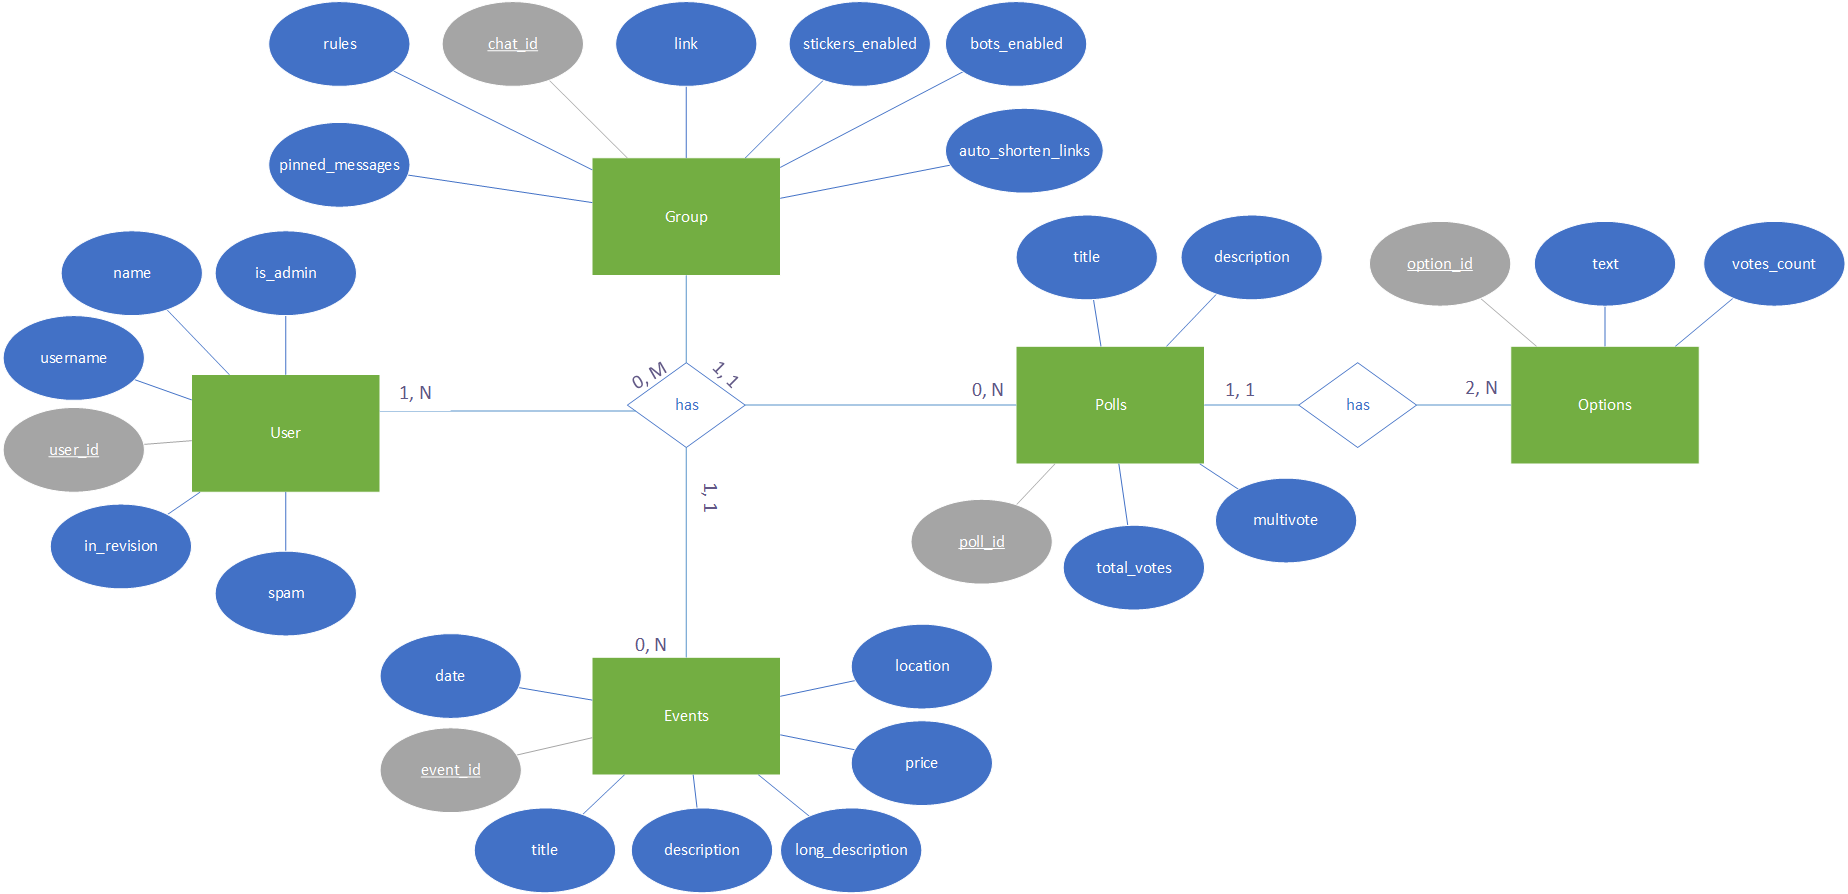 rules
chat_id
link
stickers_enabled
bots_enabled
pinned_messages
auto_shorten_links
Group
name
is_admin
title
description
option_id
text
votes_count
username
0, M
1, 1
1, N
has
0, N
Polls
1, 1
has
2, N
Options
User
user_id
1, 1
in_revision
spam
poll_id
total_votes
multivote
0, N
date
location
Events
event_id
price
title
description
long_description